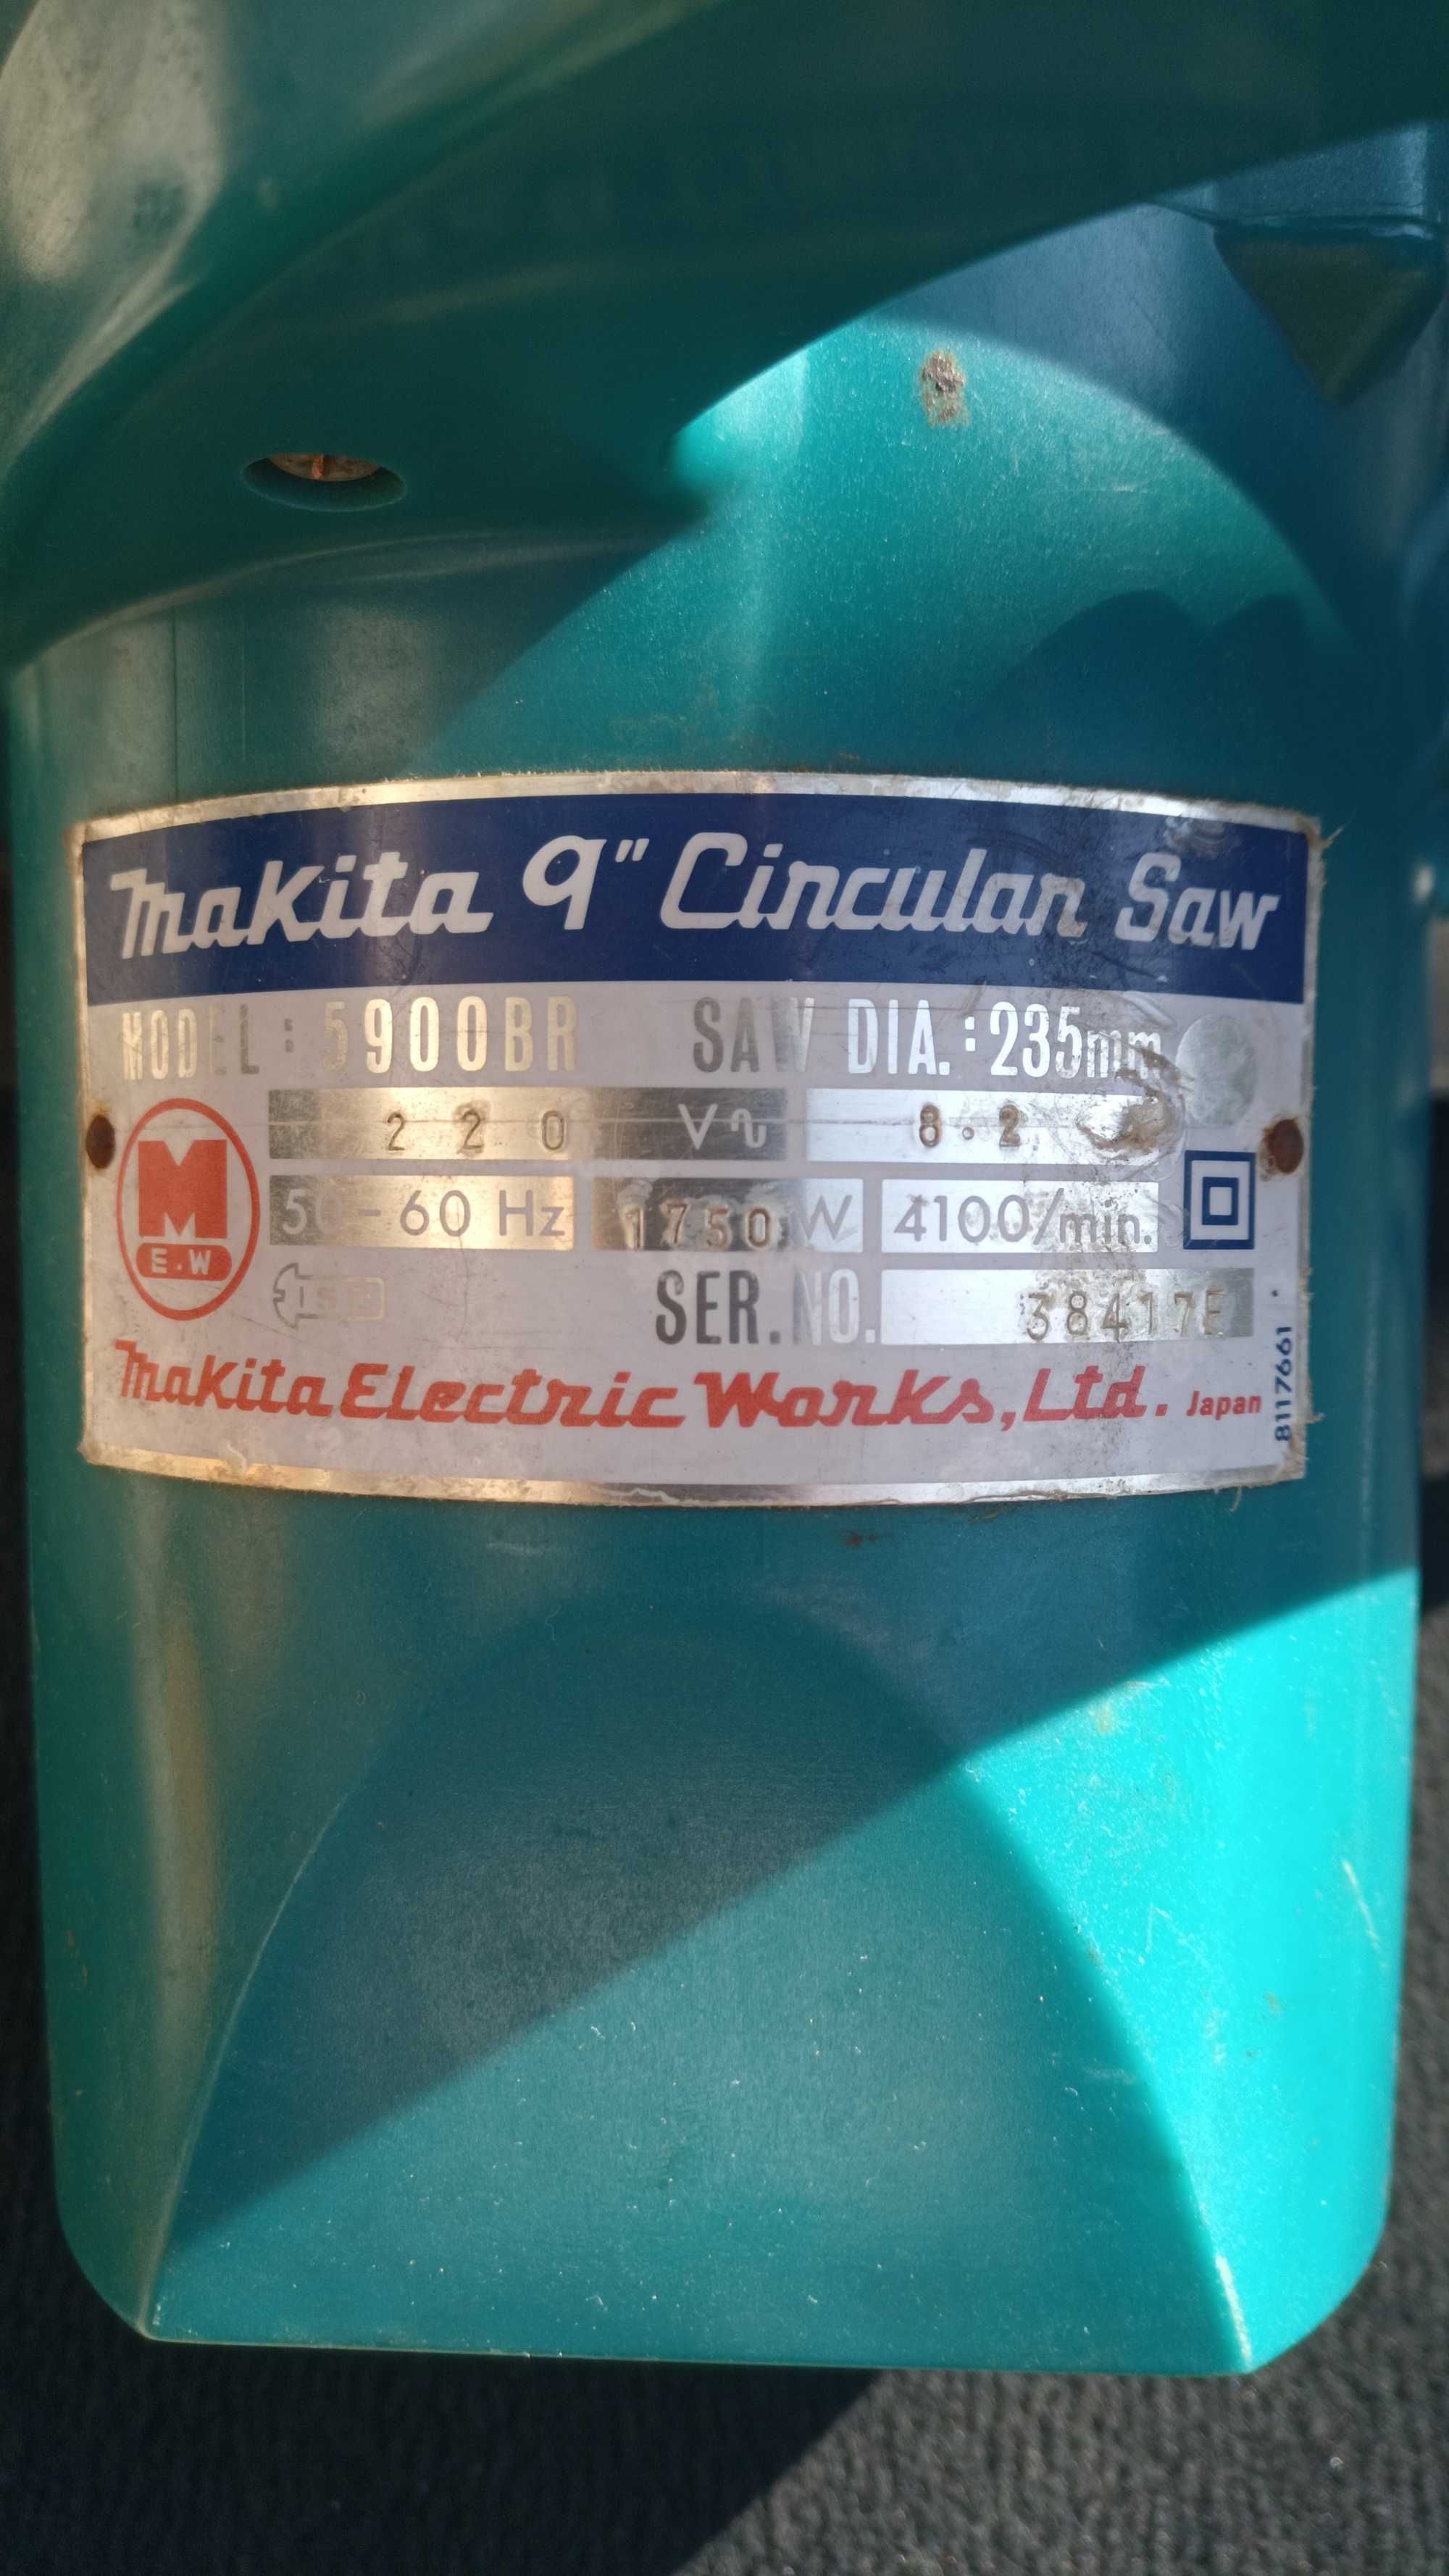 Makita 9" Circular Saw
MODEL: 5900BR SAW DIA.: 235mm
220 V∿ 8.2
M
E.W
50-60 Hz 1750 W 4100/min.
SER.NO. 38417E
Makita Electric Works, Ltd. Japan
8117661